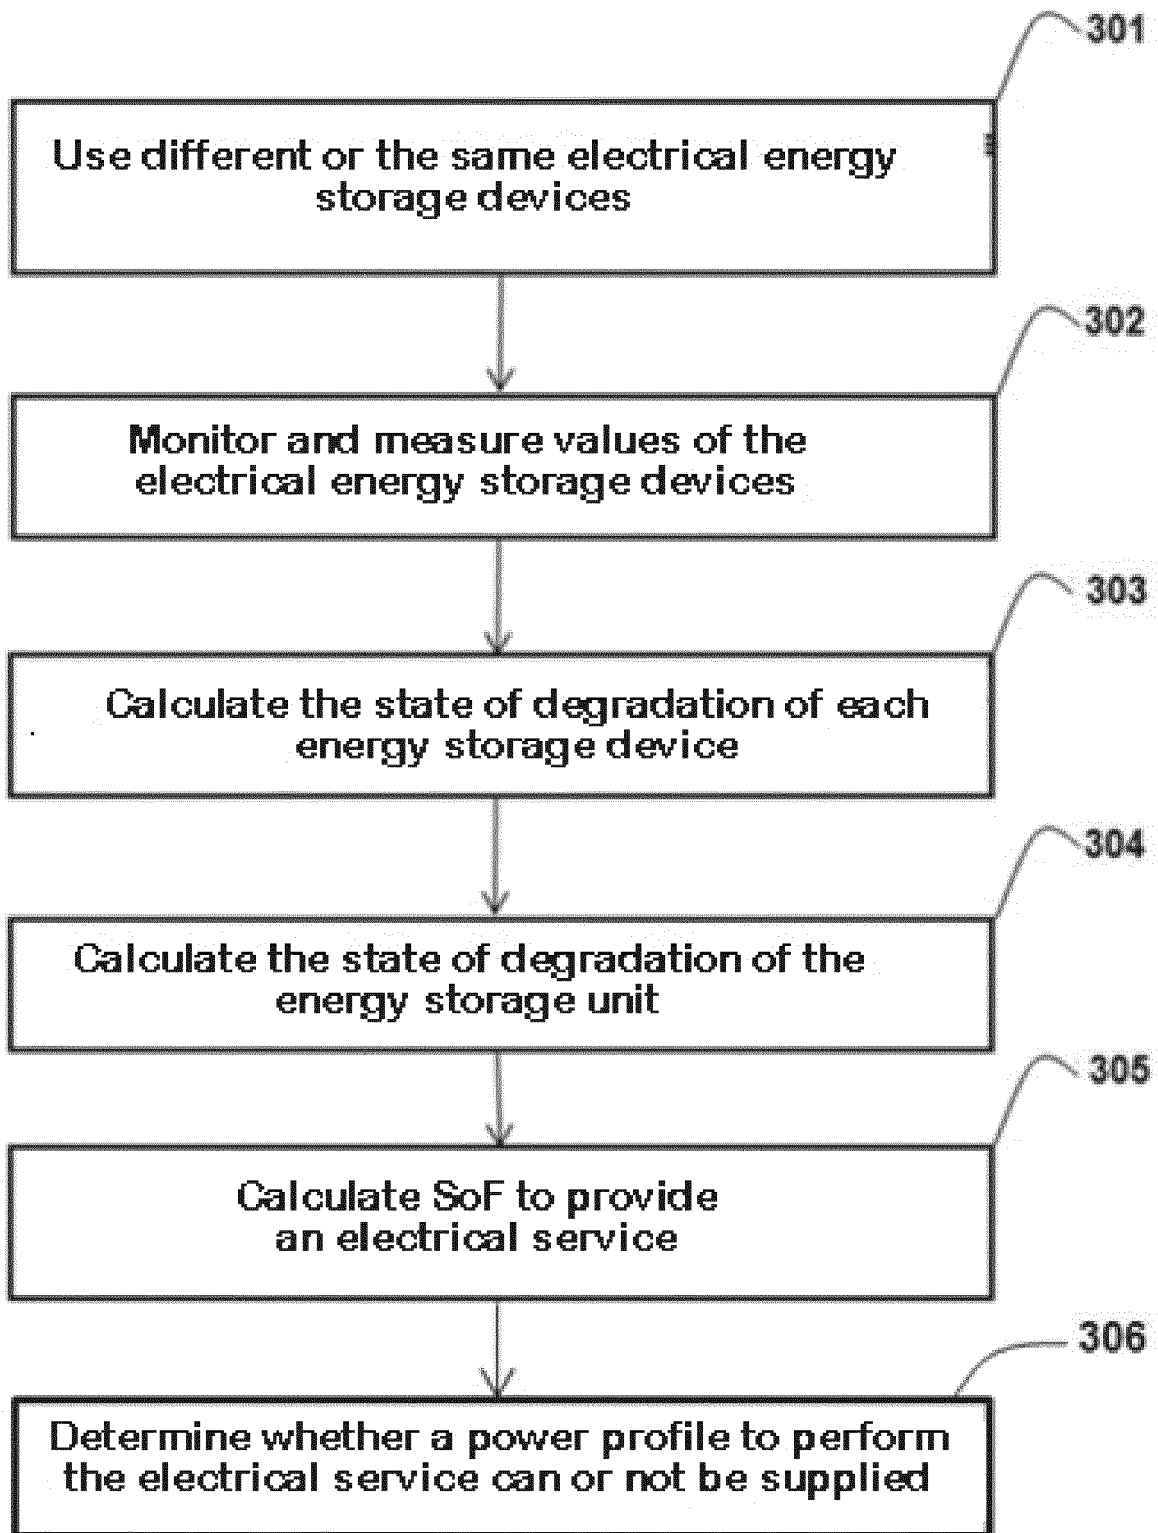 301
Use different or the same electrical energy
storage devices
302
Monitor and measure values of the
electrical energy storage devices
303
Calculate the state of degradation of each
energy storage device
304
Calculate the state of degradation of the
energy storage unit
305
Calculate SoF to provide
an electrical service
306
Determine whether a power profile to perform
the electrical service can or not be supplied